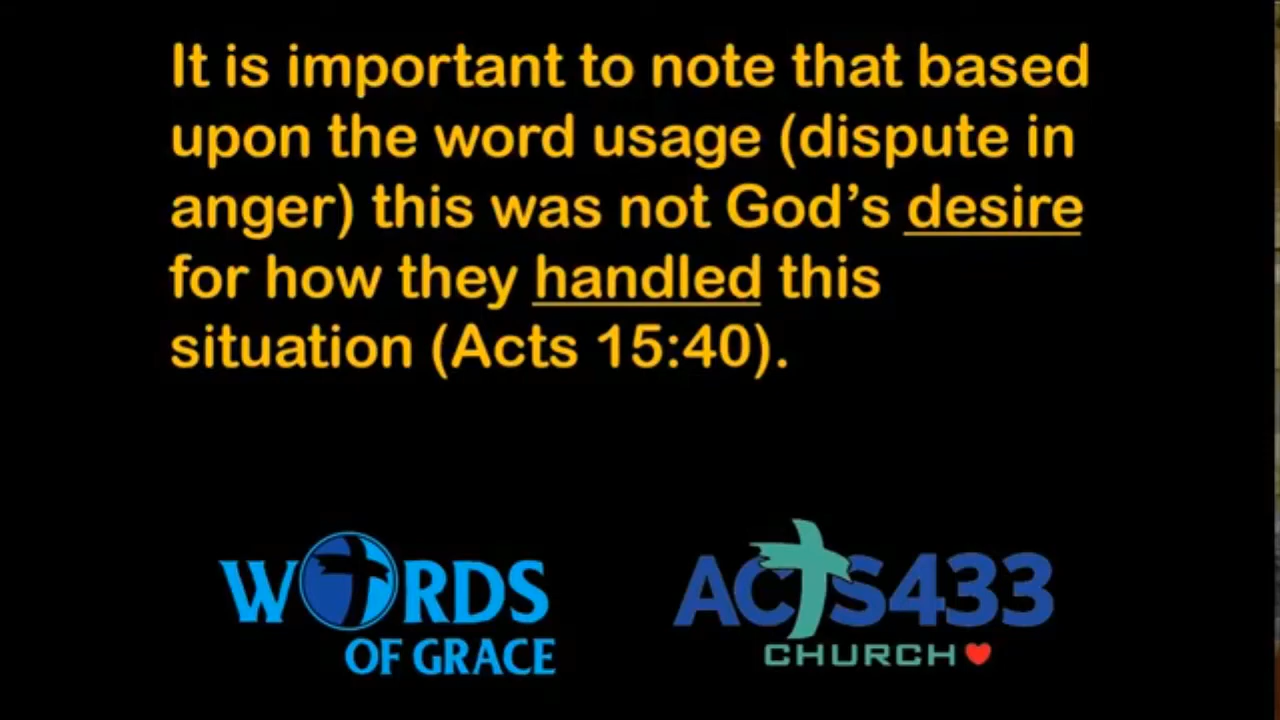 It is important to note that based
upon the word usage (dispute in
anger) this was not God’s desire
for how they handled this
situation (Acts 15:40).
WORDS
OF GRACE
ACTS433
CHURCH